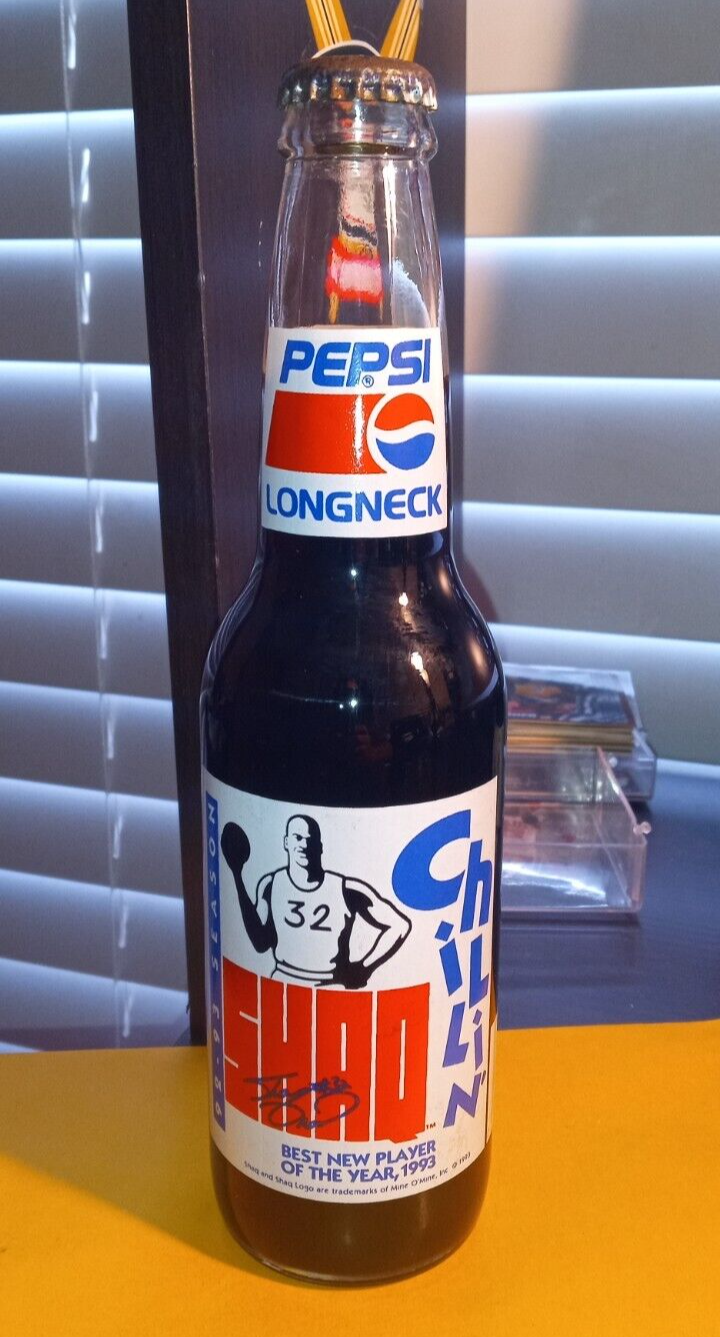 PEPSI
®
LONGNECK
92-93 SEASON
32
Chillin'
SHAQ™
BEST NEW PLAYER
OF THE YEAR, 1993
Shaq and Shaq Logo are trademarks of Mine O'Mine, Inc © 1993